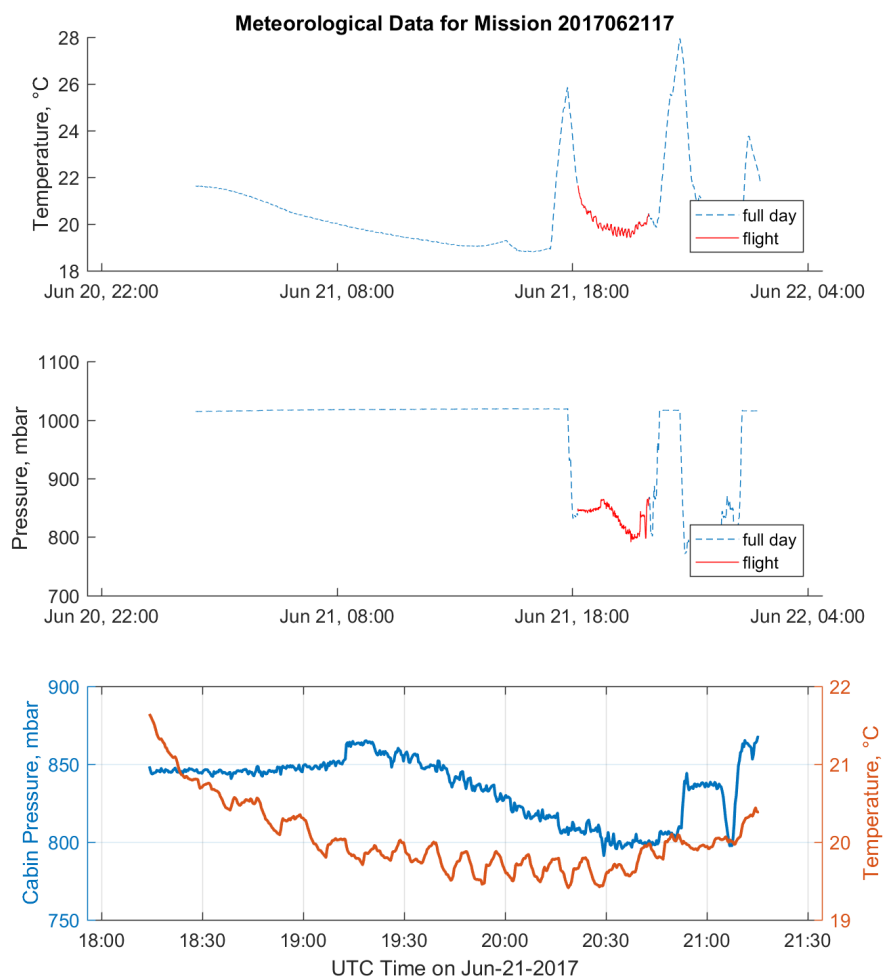 Meteorological Data for Mission 2017062117
Temperature, °C
28
26
24
22
20
18
full day
flight
Jun 20, 22:00 Jun 21, 08:00 Jun 21, 18:00 Jun 22, 04:00
Pressure, mbar
1100
1000
900
800
700
full day
flight
Jun 20, 22:00 Jun 21, 08:00 Jun 21, 18:00 Jun 22, 04:00
Cabin Pressure, mbar
900
850
800
750
22
21
20
19
Temperature, °C
18:00 18:30 19:00 19:30 20:00 20:30 21:00 21:30
UTC Time on Jun-21-2017